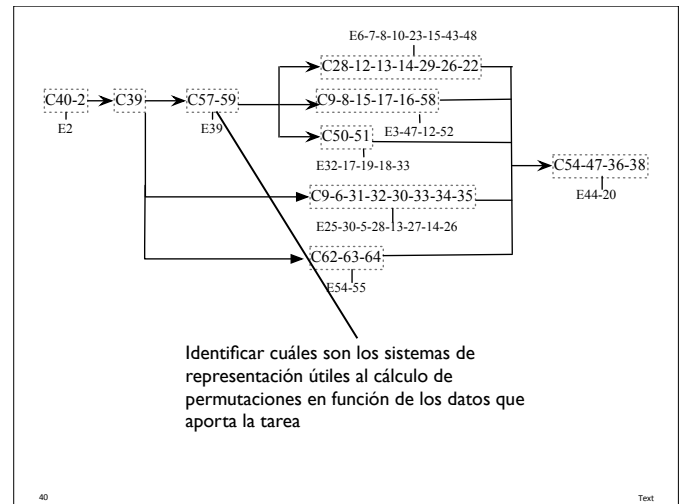 E6-7-8-10-23-15-43-48
C28-12-13-14-29-26-22
C40-2
C39
C57-59
C9-8-15-17-16-58
E2
E39
E3-47-12-52
C50-51
E32-17-19-18-33
C54-47-36-38
E44-20
C9-6-31-32-30-33-34-35
E25-30-5-28-13-27-14-26
C62-63-64
E54-55
Identificar cuáles son los sistemas de
representación útiles al cálculo de
permutaciones en función de los datos que
aporta la tarea
40
Text